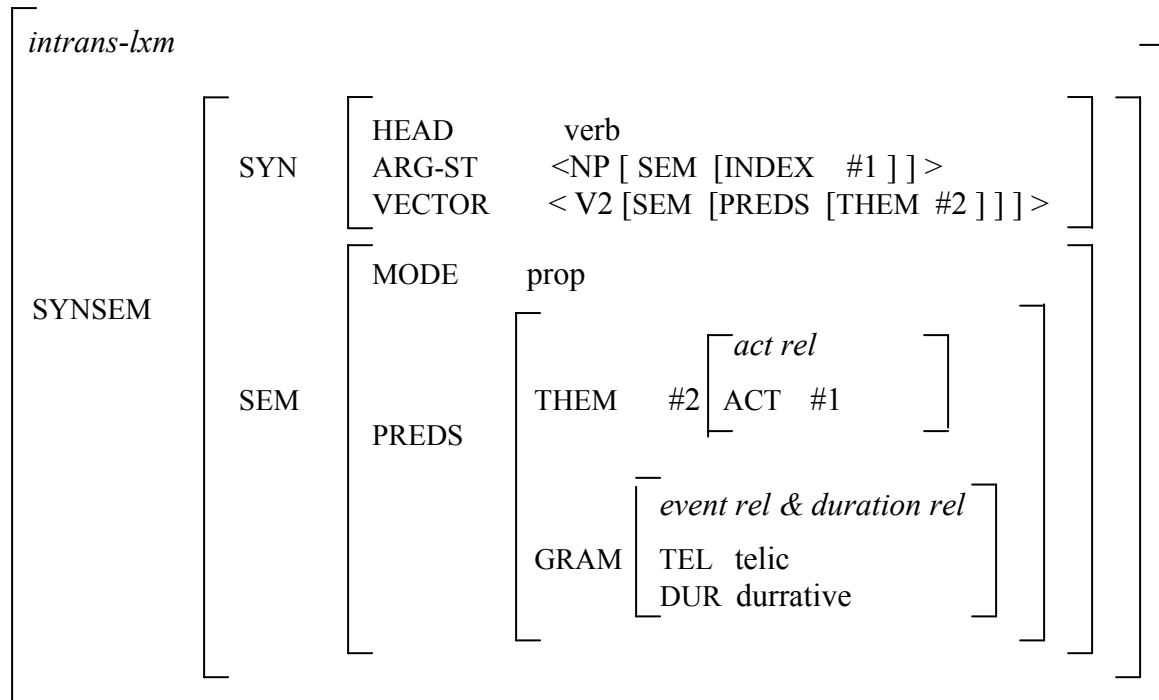 intrans-lxm
HEAD verb
SYN ARG-ST <NP [ SEM [INDEX #1 ] ] >
VECTOR < V2 [SEM [PREDS [THEM #2 ] ] ] >
MODE prop
SYNSEM
act rel
SEM THEM #2 ACT #1
PREDS
event rel & duration rel
GRAM TEL telic
DUR durrative